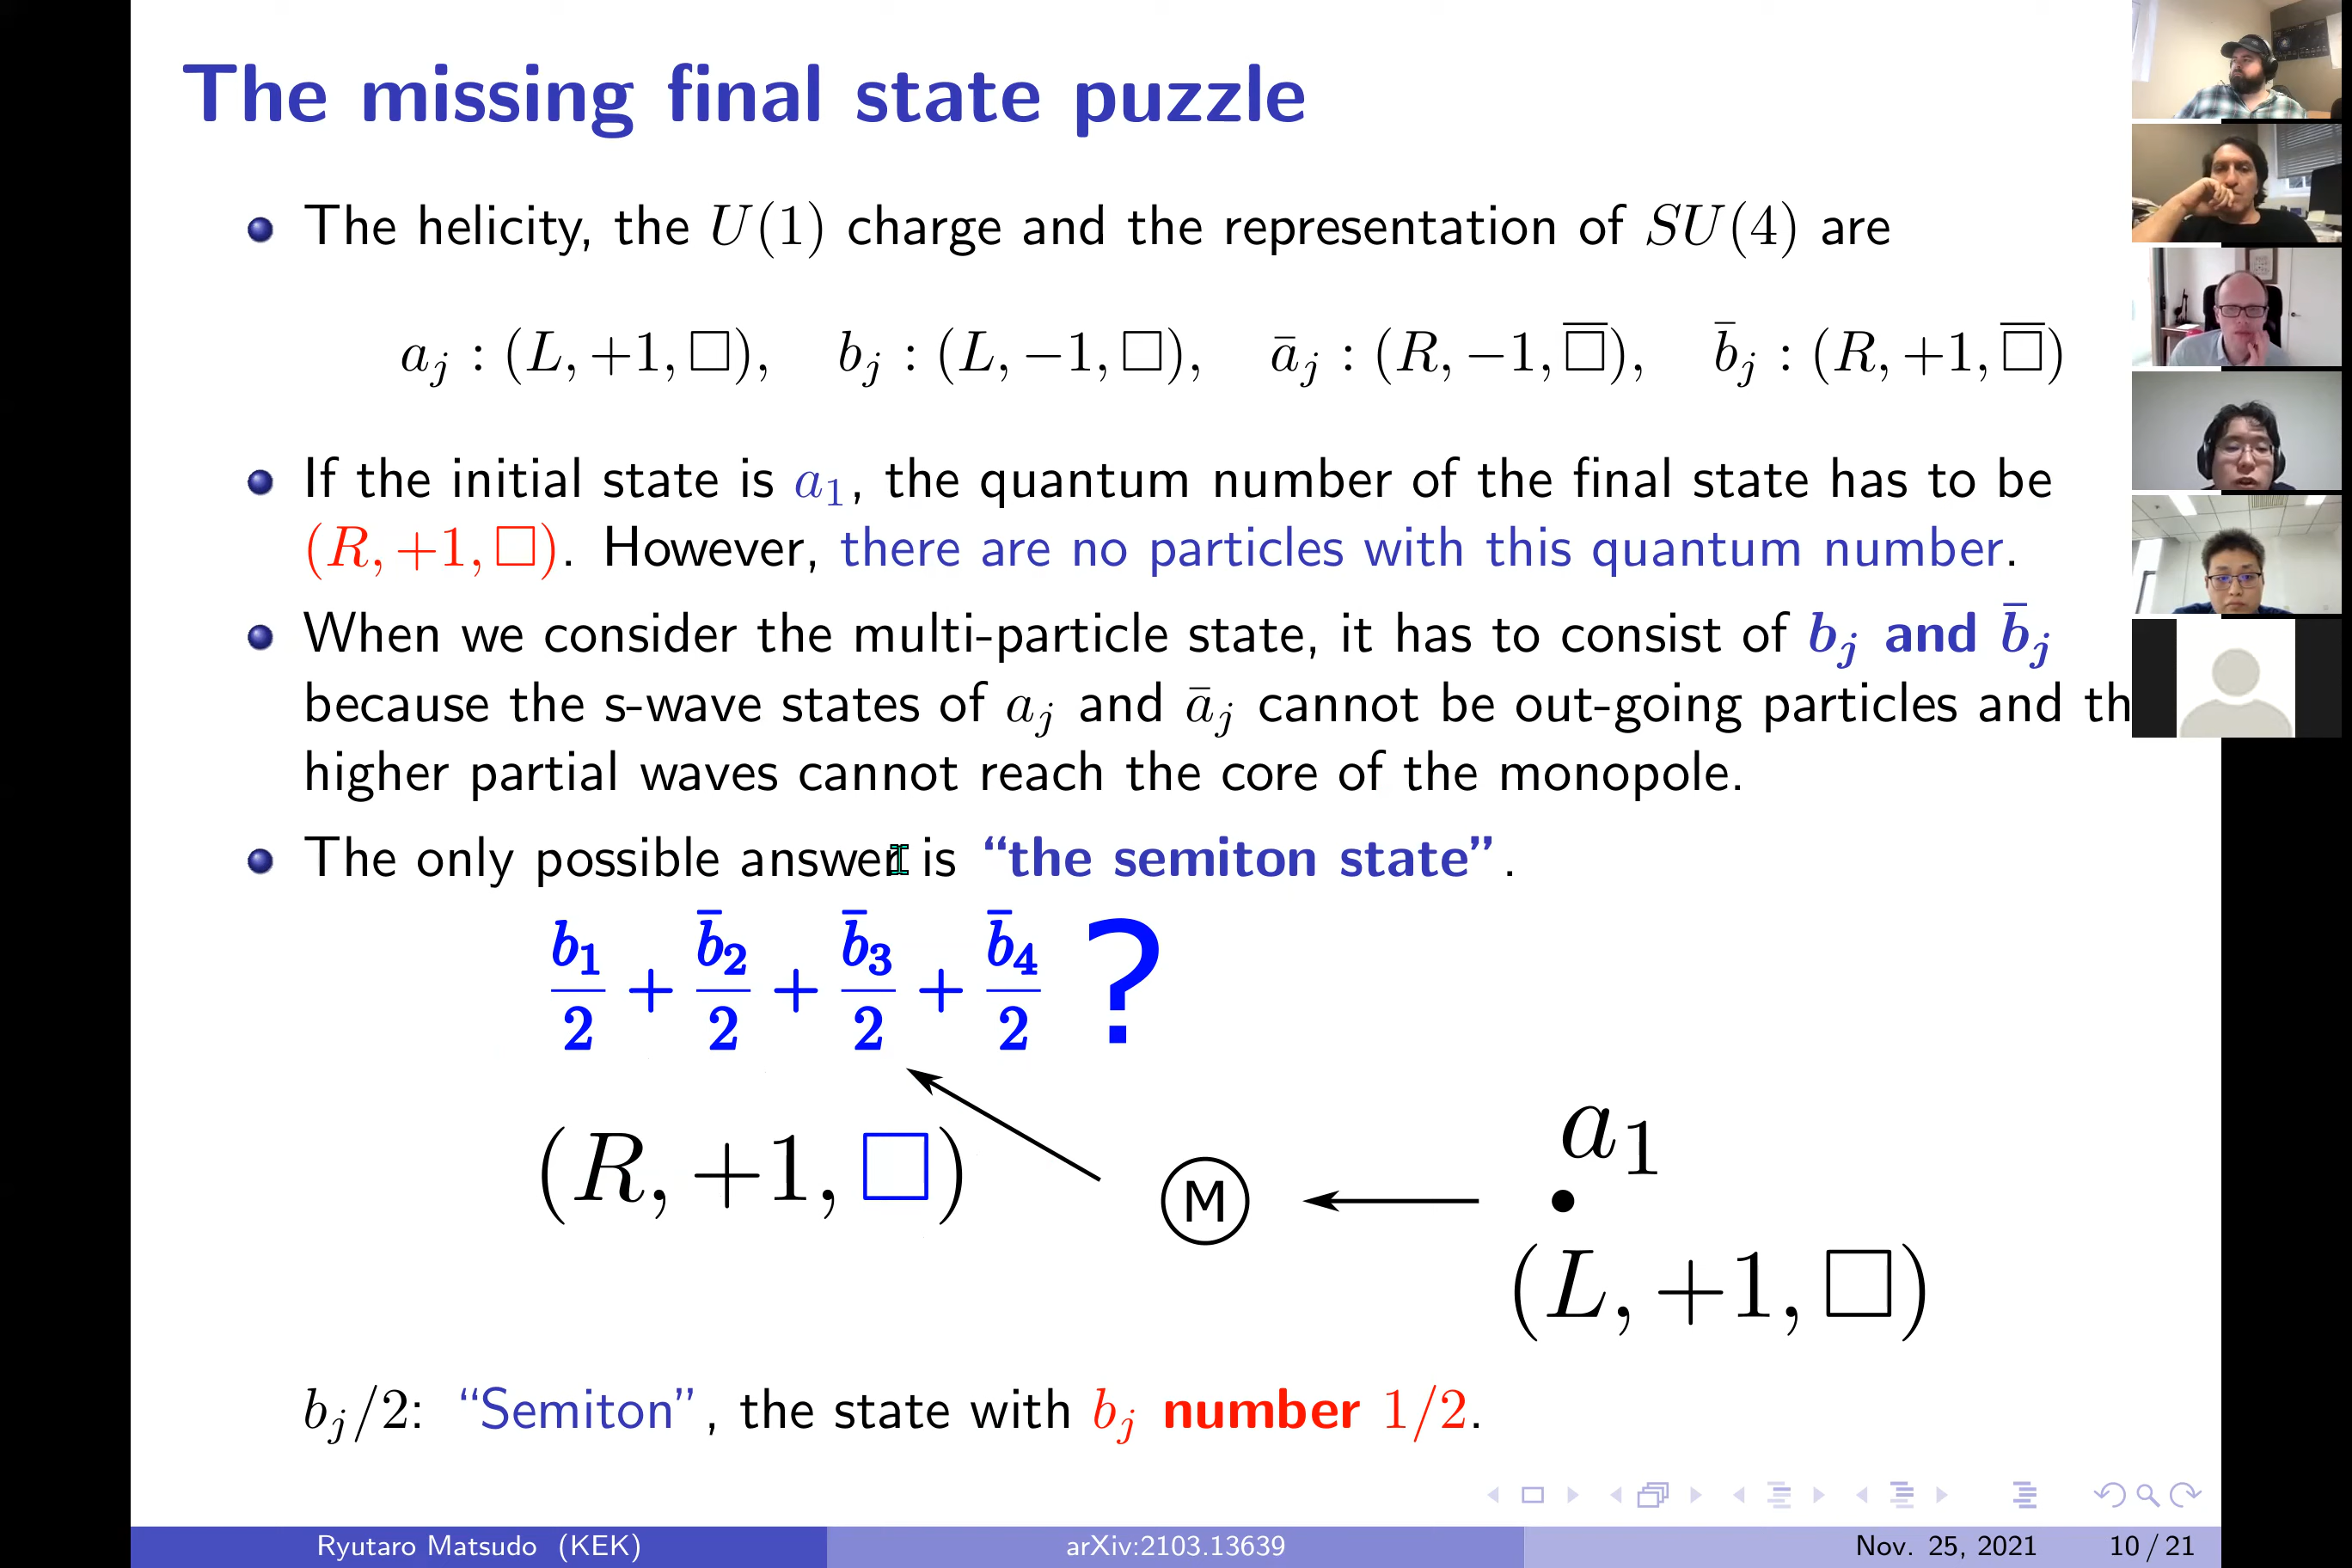 The missing final state puzzle
The helicity, the U(1) charge and the representation of SU(4) are
a_j : (L, +1, □), b_j : (L, −1, □), ā_j : (R, −1, □̅), b̄_j : (R, +1, □̅)
If the initial state is a_1, the quantum number of the final state has to be
(R, +1, □). However, there are no particles with this quantum number.
When we consider the multi-particle state, it has to consist of b_j and b̄_j
because the s-wave states of a_j and ā_j cannot be out-going particles and th
higher partial waves cannot reach the core of the monopole.
The only possible answer is “the semiton state”.
b_1/2 + b̄_2/2 + b̄_3/2 + b̄_4/2 ?
a_1
(R, +1, □)
M
(L, +1, □)
b_j/2: “Semiton”, the state with b_j number 1/2.
Ryutaro Matsudo (KEK) arXiv:2103.13639 Nov. 25, 2021 10 / 21